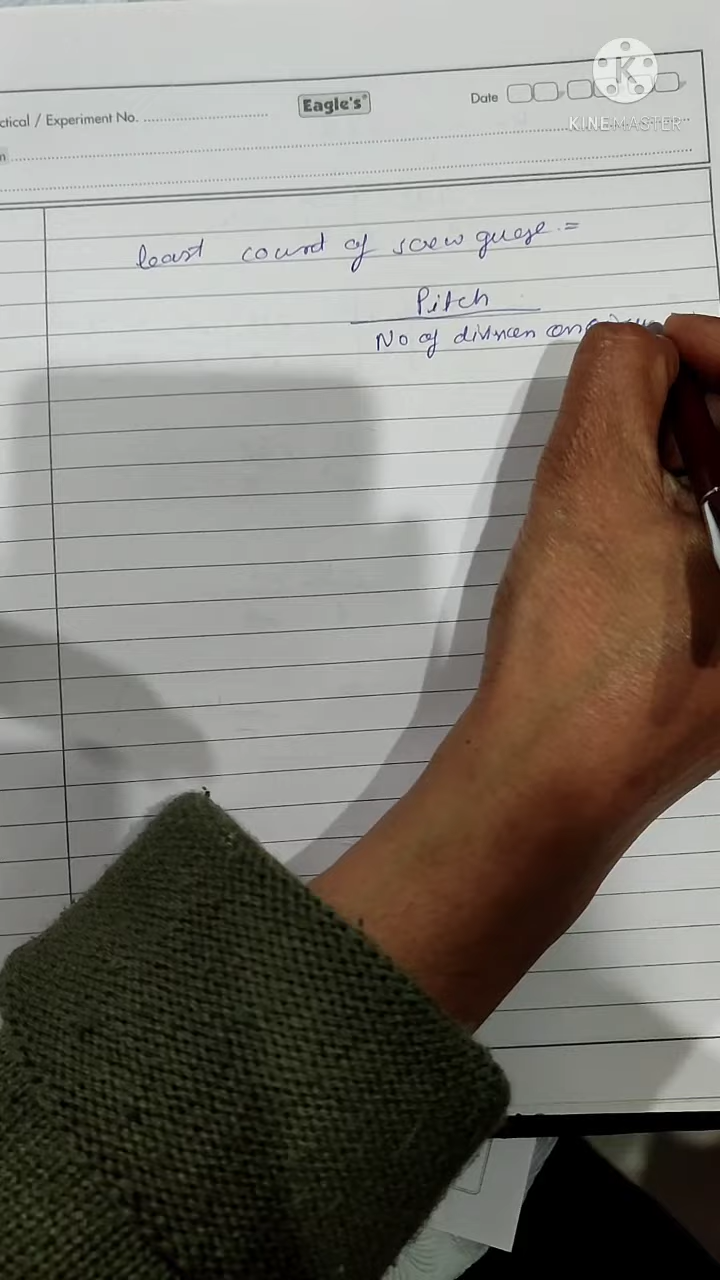 ctical / Experiment No. ........................... Eagle's® Date
KINEMASTER
least count of screw guage =
Pitch
No of division on